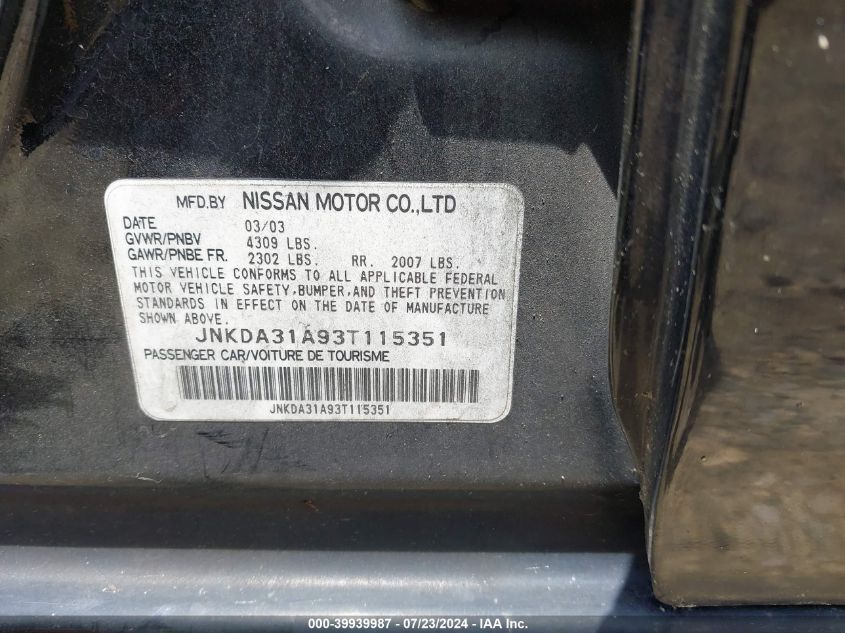 MFD.BY NISSAN MOTOR CO.,LTD
DATE 03/03
GVWR/PNBV 4309 LBS.
GAWR/PNBE FR. 2302 LBS. RR. 2007 LBS.
THIS VEHICLE CONFORMS TO ALL APPLICABLE FEDERAL
MOTOR VEHICLE SAFETY,BUMPER,AND THEFT PREVENTION
STANDARDS IN EFFECT ON THE DATE OF MANUFACTURE
SHOWN ABOVE.
JNKDA31A93T115351
PASSENGER CAR/VOITURE DE TOURISME
JNKDA31A93T115351
000-39939987 - 07/23/2024 - US - TX